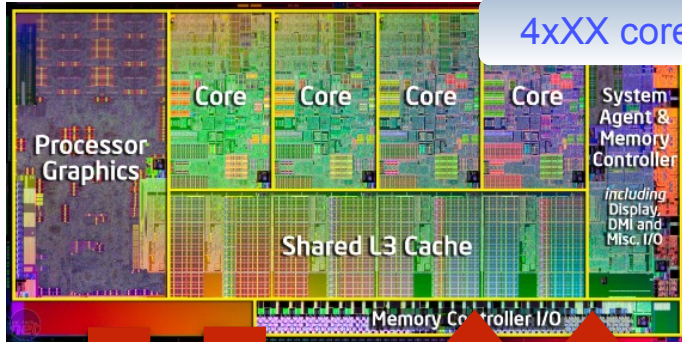 4xXX core
Core
Core
Core
Core
Processor
Graphics
System
Agent &
Memory
Controller
including
Display,
DMI and
Misc. I/O
Shared L3 Cache
Memory Controller I/O